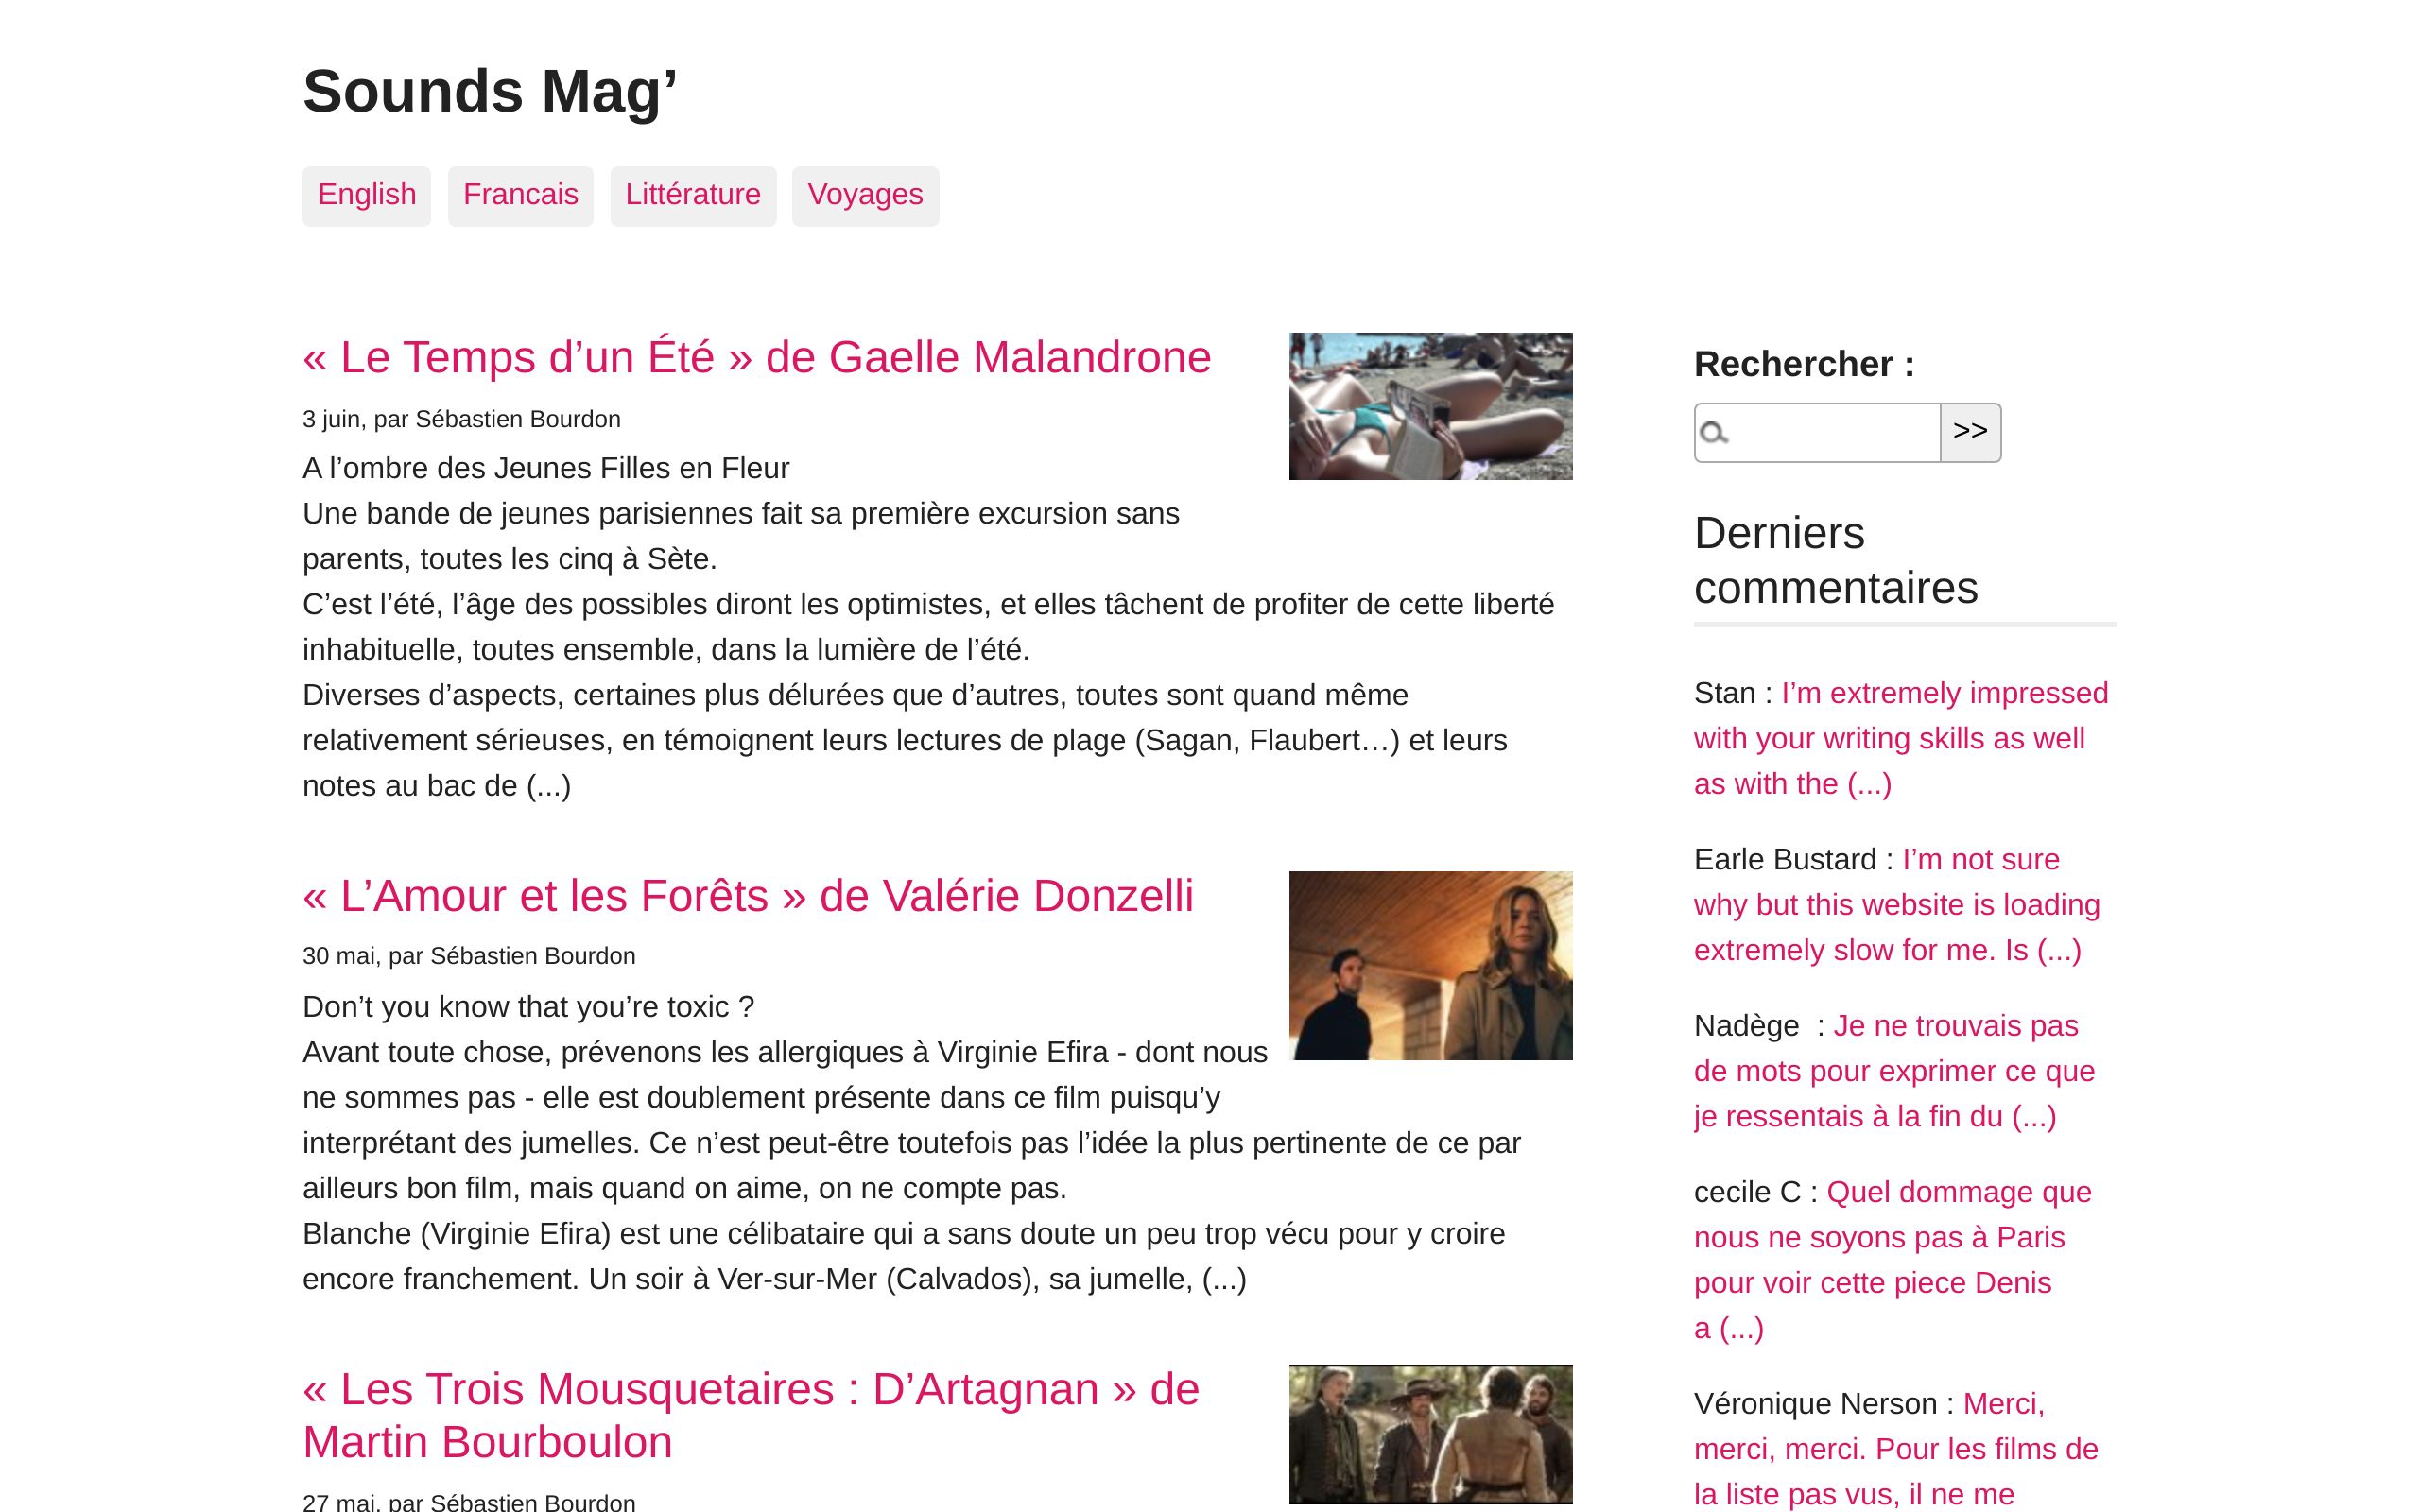 Sounds Mag’
English
Francais
Littérature
Voyages
« Le Temps d’un Été » de Gaelle Malandrone
3 juin, par Sébastien Bourdon
A l’ombre des Jeunes Filles en Fleur
Une bande de jeunes parisiennes fait sa première excursion sans
parents, toutes les cinq à Sète.
C’est l’été, l’âge des possibles diront les optimistes, et elles tâchent de profiter de cette liberté
inhabituelle, toutes ensemble, dans la lumière de l’été.
Diverses d’aspects, certaines plus délurées que d’autres, toutes sont quand même
relativement sérieuses, en témoignent leurs lectures de plage (Sagan, Flaubert…) et leurs
notes au bac de (...)
« L’Amour et les Forêts » de Valérie Donzelli
30 mai, par Sébastien Bourdon
Don’t you know that you’re toxic ?
Avant toute chose, prévenons les allergiques à Virginie Efira - dont nous
ne sommes pas - elle est doublement présente dans ce film puisqu’y
interprétant des jumelles. Ce n’est peut-être toutefois pas l’idée la plus pertinente de ce par
ailleurs bon film, mais quand on aime, on ne compte pas.
Blanche (Virginie Efira) est une célibataire qui a sans doute un peu trop vécu pour y croire
encore franchement. Un soir à Ver-sur-Mer (Calvados), sa jumelle, (...)
« Les Trois Mousquetaires : D’Artagnan » de
Martin Bourboulon
27 mai, par Sébastien Bourdon
Rechercher :
>>
Derniers
commentaires
Stan : I’m extremely impressed
with your writing skills as well
as with the (...)
Earle Bustard : I’m not sure
why but this website is loading
extremely slow for me. Is (...)
Nadège  : Je ne trouvais pas
de mots pour exprimer ce que
je ressentais à la fin du (...)
cecile C : Quel dommage que
nous ne soyons pas à Paris
pour voir cette piece Denis
a (...)
Véronique Nerson : Merci,
merci, merci. Pour les films de
la liste pas vus, il ne me